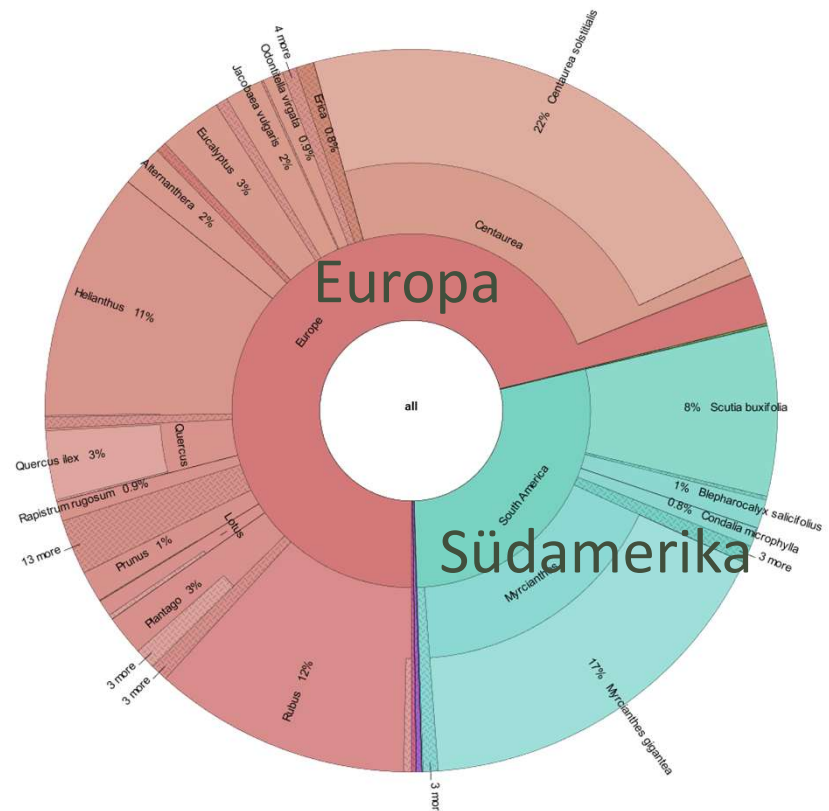 Europa
Südamerika
all
Europe
South America
Centaurea
22% Centaurea solstitialis
8% Scutia buxifolia
1% Blepharocalyx salicifolius
0.8% Condalia microphylla
3 more
Myrcianthes
17% Myrcianthes gigantea
3 more
Rubus 12%
3 more
3 more
Plantago 3%
Lotus
Prunus 1%
13 more
Rapistrum rugosum 0.9%
Quercus
Quercus ilex 3%
Helianthus 11%
Alternanthera 2%
Eucalyptus 3%
Jacobaea vulgaris 2%
Odontitella virgata 0.9%
4 more
Erica 0.8%